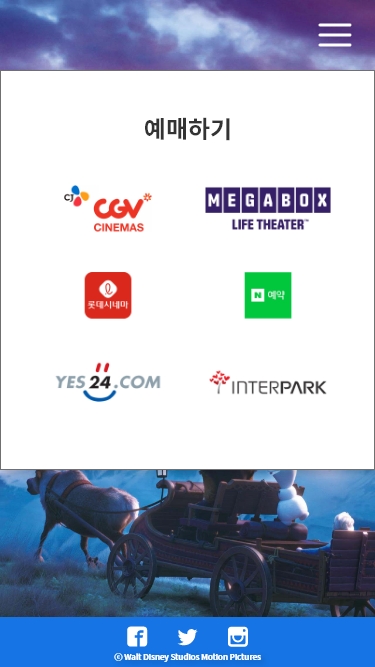 예매하기
CJ CGV
CINEMAS
MEGABOX
LIFE THEATER™
롯데시네마
N 예약
YES24.COM
INTERPARK
ⓒ Walt Disney Studios Motion Pictures